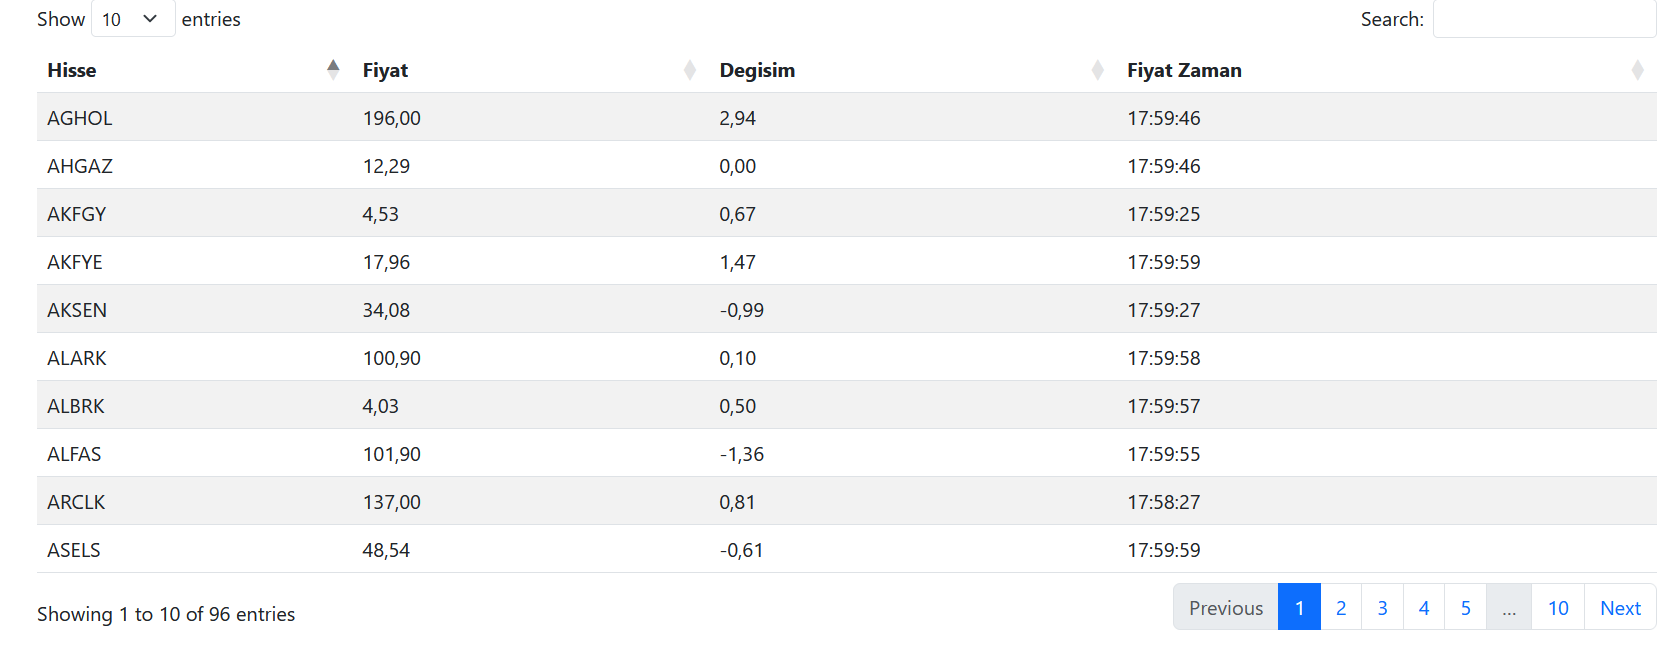 Show 10 entries Search:
Hisse Fiyat Degisim Fiyat Zaman
AGHOL 196,00 2,94 17:59:46
AHGAZ 12,29 0,00 17:59:46
AKFGY 4,53 0,67 17:59:25
AKFYE 17,96 1,47 17:59:59
AKSEN 34,08 -0,99 17:59:27
ALARK 100,90 0,10 17:59:58
ALBRK 4,03 0,50 17:59:57
ALFAS 101,90 -1,36 17:59:55
ARCLK 137,00 0,81 17:58:27
ASELS 48,54 -0,61 17:59:59
Showing 1 to 10 of 96 entries Previous 1 2 3 4 5 … 10 Next